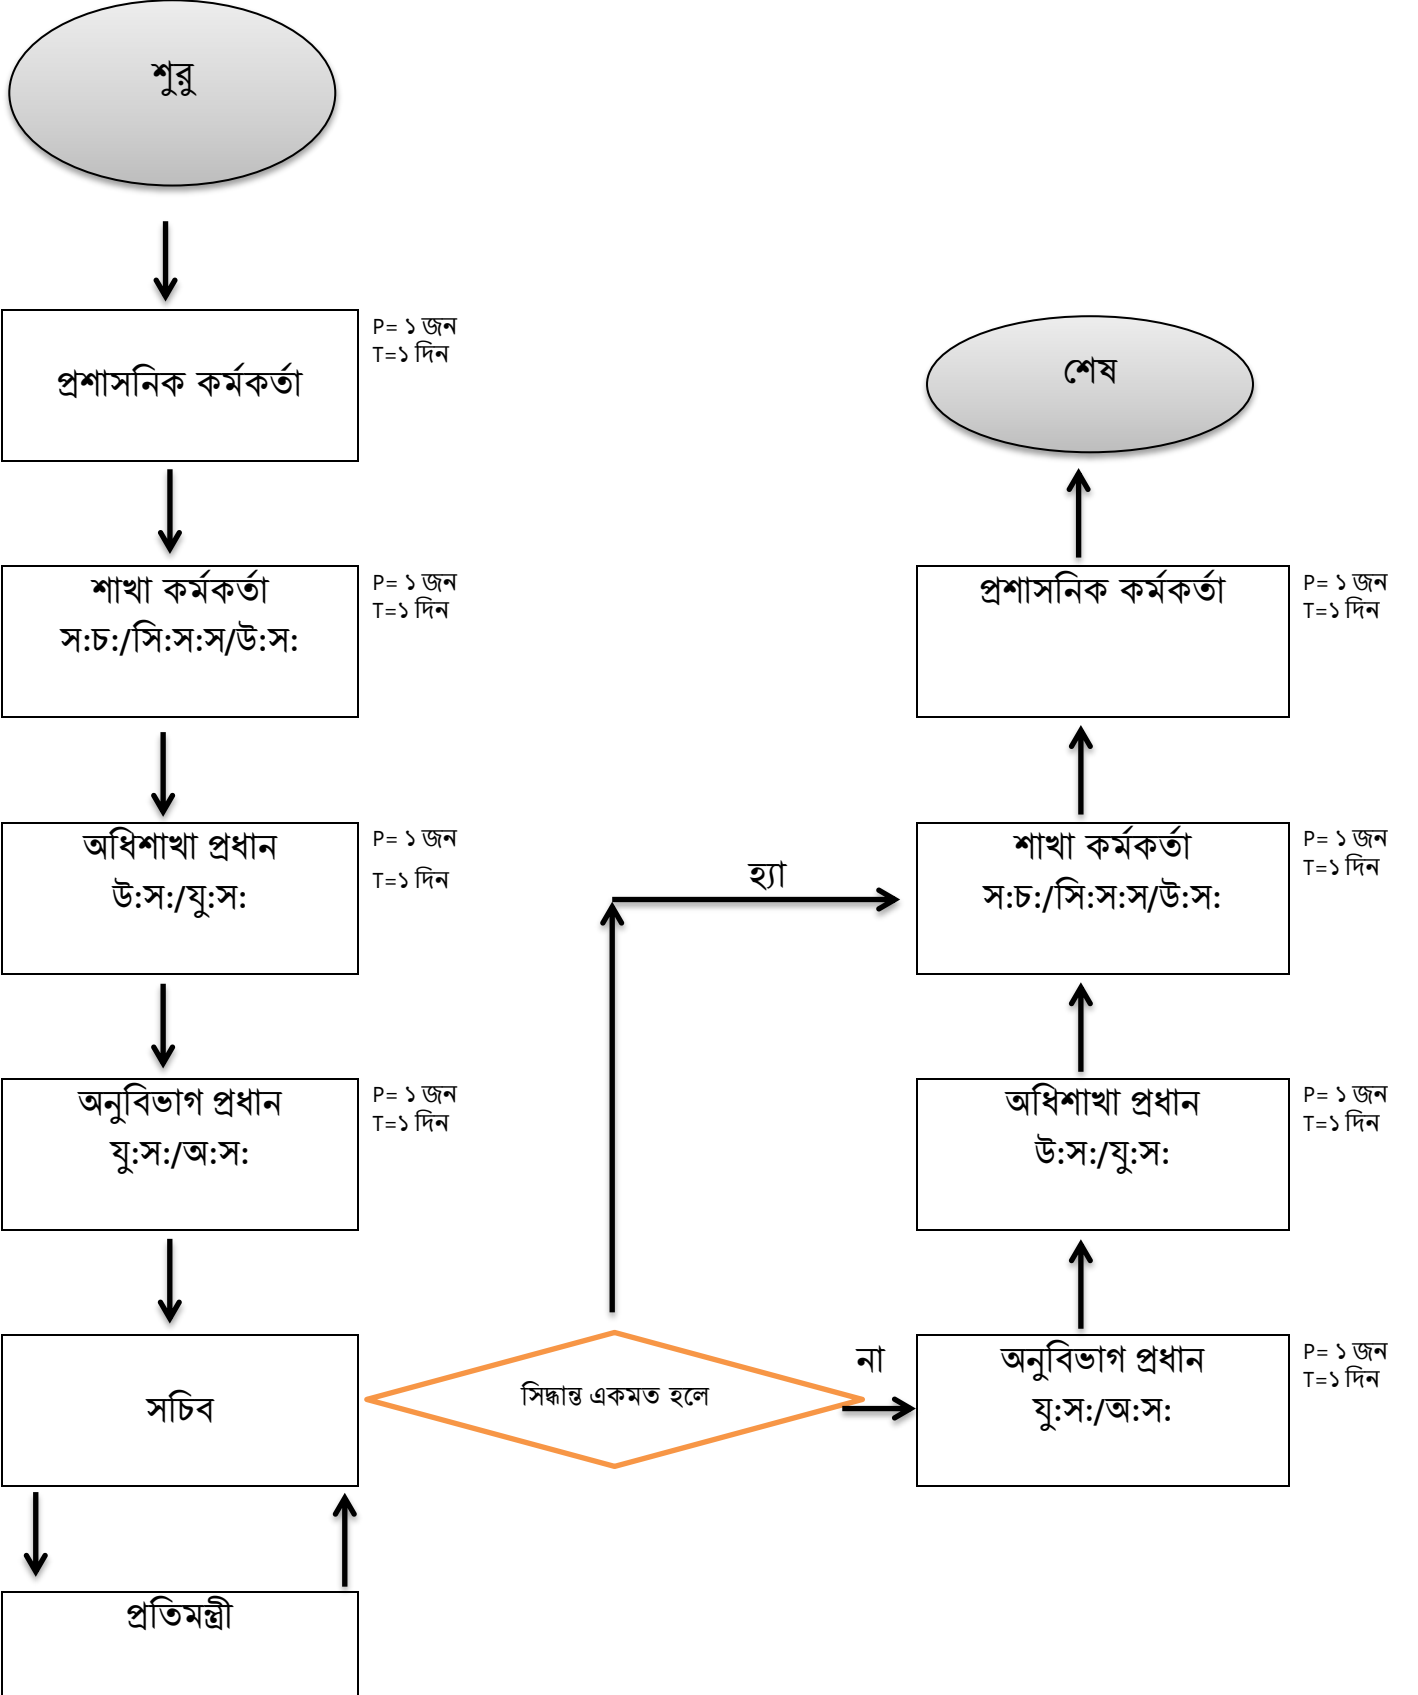 শুরু
প্রশাসনিক কর্মকর্তা
P= ১ জন
T=১ দিন
শাখা কর্মকর্তা
স:চ:/সি:স:স/উ:স:
P= ১ জন
T=১ দিন
অধিশাখা প্রধান
উ:স:/যু:স:
P= ১ জন
T=১ দিন
অনুবিভাগ প্রধান
যু:স:/অ:স:
P= ১ জন
T=১ দিন
সচিব
প্রতিমন্ত্রী
সিদ্ধান্ত একমত হলে
হ্যা
না
শেষ
প্রশাসনিক কর্মকর্তা
P= ১ জন
T=১ দিন
শাখা কর্মকর্তা
স:চ:/সি:স:স/উ:স:
P= ১ জন
T=১ দিন
অধিশাখা প্রধান
উ:স:/যু:স:
P= ১ জন
T=১ দিন
অনুবিভাগ প্রধান
যু:স:/অ:স:
P= ১ জন
T=১ দিন